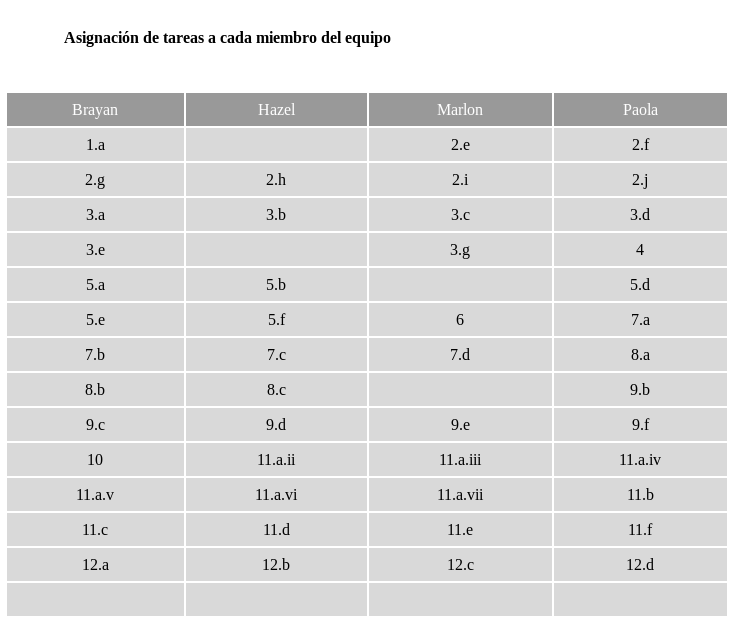 Asignación de tareas a cada miembro del equipo
Brayan Hazel Marlon Paola
1.a 2.e 2.f
2.g 2.h 2.i 2.j
3.a 3.b 3.c 3.d
3.e 3.g 4
5.a 5.b 5.d
5.e 5.f 6 7.a
7.b 7.c 7.d 8.a
8.b 8.c 9.b
9.c 9.d 9.e 9.f
10 11.a.ii 11.a.iii 11.a.iv
11.a.v 11.a.vi 11.a.vii 11.b
11.c 11.d 11.e 11.f
12.a 12.b 12.c 12.d